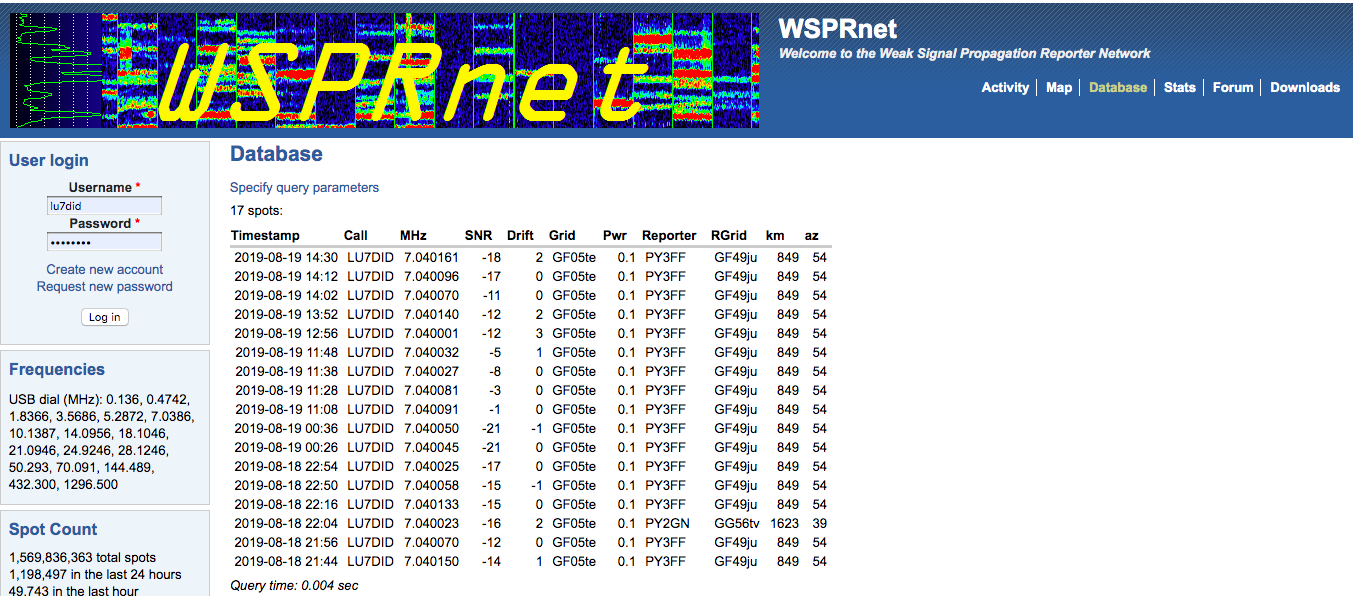 WSPRnet
WSPRnet
Welcome to the Weak Signal Propagation Reporter Network
Activity Map Database Stats Forum Downloads
User login
Username *
lu7did
Password *
••••••••
Create new account
Request new password
Log in
Frequencies
USB dial (MHz): 0.136, 0.4742,
1.8366, 3.5686, 5.2872, 7.0386,
10.1387, 14.0956, 18.1046,
21.0946, 24.9246, 28.1246,
50.293, 70.091, 144.489,
432.300, 1296.500
Spot Count
1,569,836,363 total spots
1,198,497 in the last 24 hours
49,743 in the last hour
Database
Specify query parameters
17 spots:
Timestamp Call MHz SNR Drift Grid Pwr Reporter RGrid km az
2019-08-19 14:30 LU7DID 7.040161 -18 2 GF05te 0.1 PY3FF GF49ju 849 54
2019-08-19 14:12 LU7DID 7.040096 -17 0 GF05te 0.1 PY3FF GF49ju 849 54
2019-08-19 14:02 LU7DID 7.040070 -11 0 GF05te 0.1 PY3FF GF49ju 849 54
2019-08-19 13:52 LU7DID 7.040140 -12 2 GF05te 0.1 PY3FF GF49ju 849 54
2019-08-19 12:56 LU7DID 7.040001 -12 3 GF05te 0.1 PY3FF GF49ju 849 54
2019-08-19 11:48 LU7DID 7.040032 -5 1 GF05te 0.1 PY3FF GF49ju 849 54
2019-08-19 11:38 LU7DID 7.040027 -8 0 GF05te 0.1 PY3FF GF49ju 849 54
2019-08-19 11:28 LU7DID 7.040081 -3 0 GF05te 0.1 PY3FF GF49ju 849 54
2019-08-19 11:08 LU7DID 7.040091 -1 0 GF05te 0.1 PY3FF GF49ju 849 54
2019-08-19 00:36 LU7DID 7.040050 -21 -1 GF05te 0.1 PY3FF GF49ju 849 54
2019-08-19 00:26 LU7DID 7.040045 -21 0 GF05te 0.1 PY3FF GF49ju 849 54
2019-08-18 22:54 LU7DID 7.040025 -17 0 GF05te 0.1 PY3FF GF49ju 849 54
2019-08-18 22:50 LU7DID 7.040058 -15 -1 GF05te 0.1 PY3FF GF49ju 849 54
2019-08-18 22:16 LU7DID 7.040133 -15 0 GF05te 0.1 PY3FF GF49ju 849 54
2019-08-18 22:04 LU7DID 7.040023 -16 2 GF05te 0.1 PY2GN GG56tv 1623 39
2019-08-18 21:56 LU7DID 7.040070 -12 0 GF05te 0.1 PY3FF GF49ju 849 54
2019-08-18 21:44 LU7DID 7.040150 -14 1 GF05te 0.1 PY3FF GF49ju 849 54
Query time: 0.004 sec